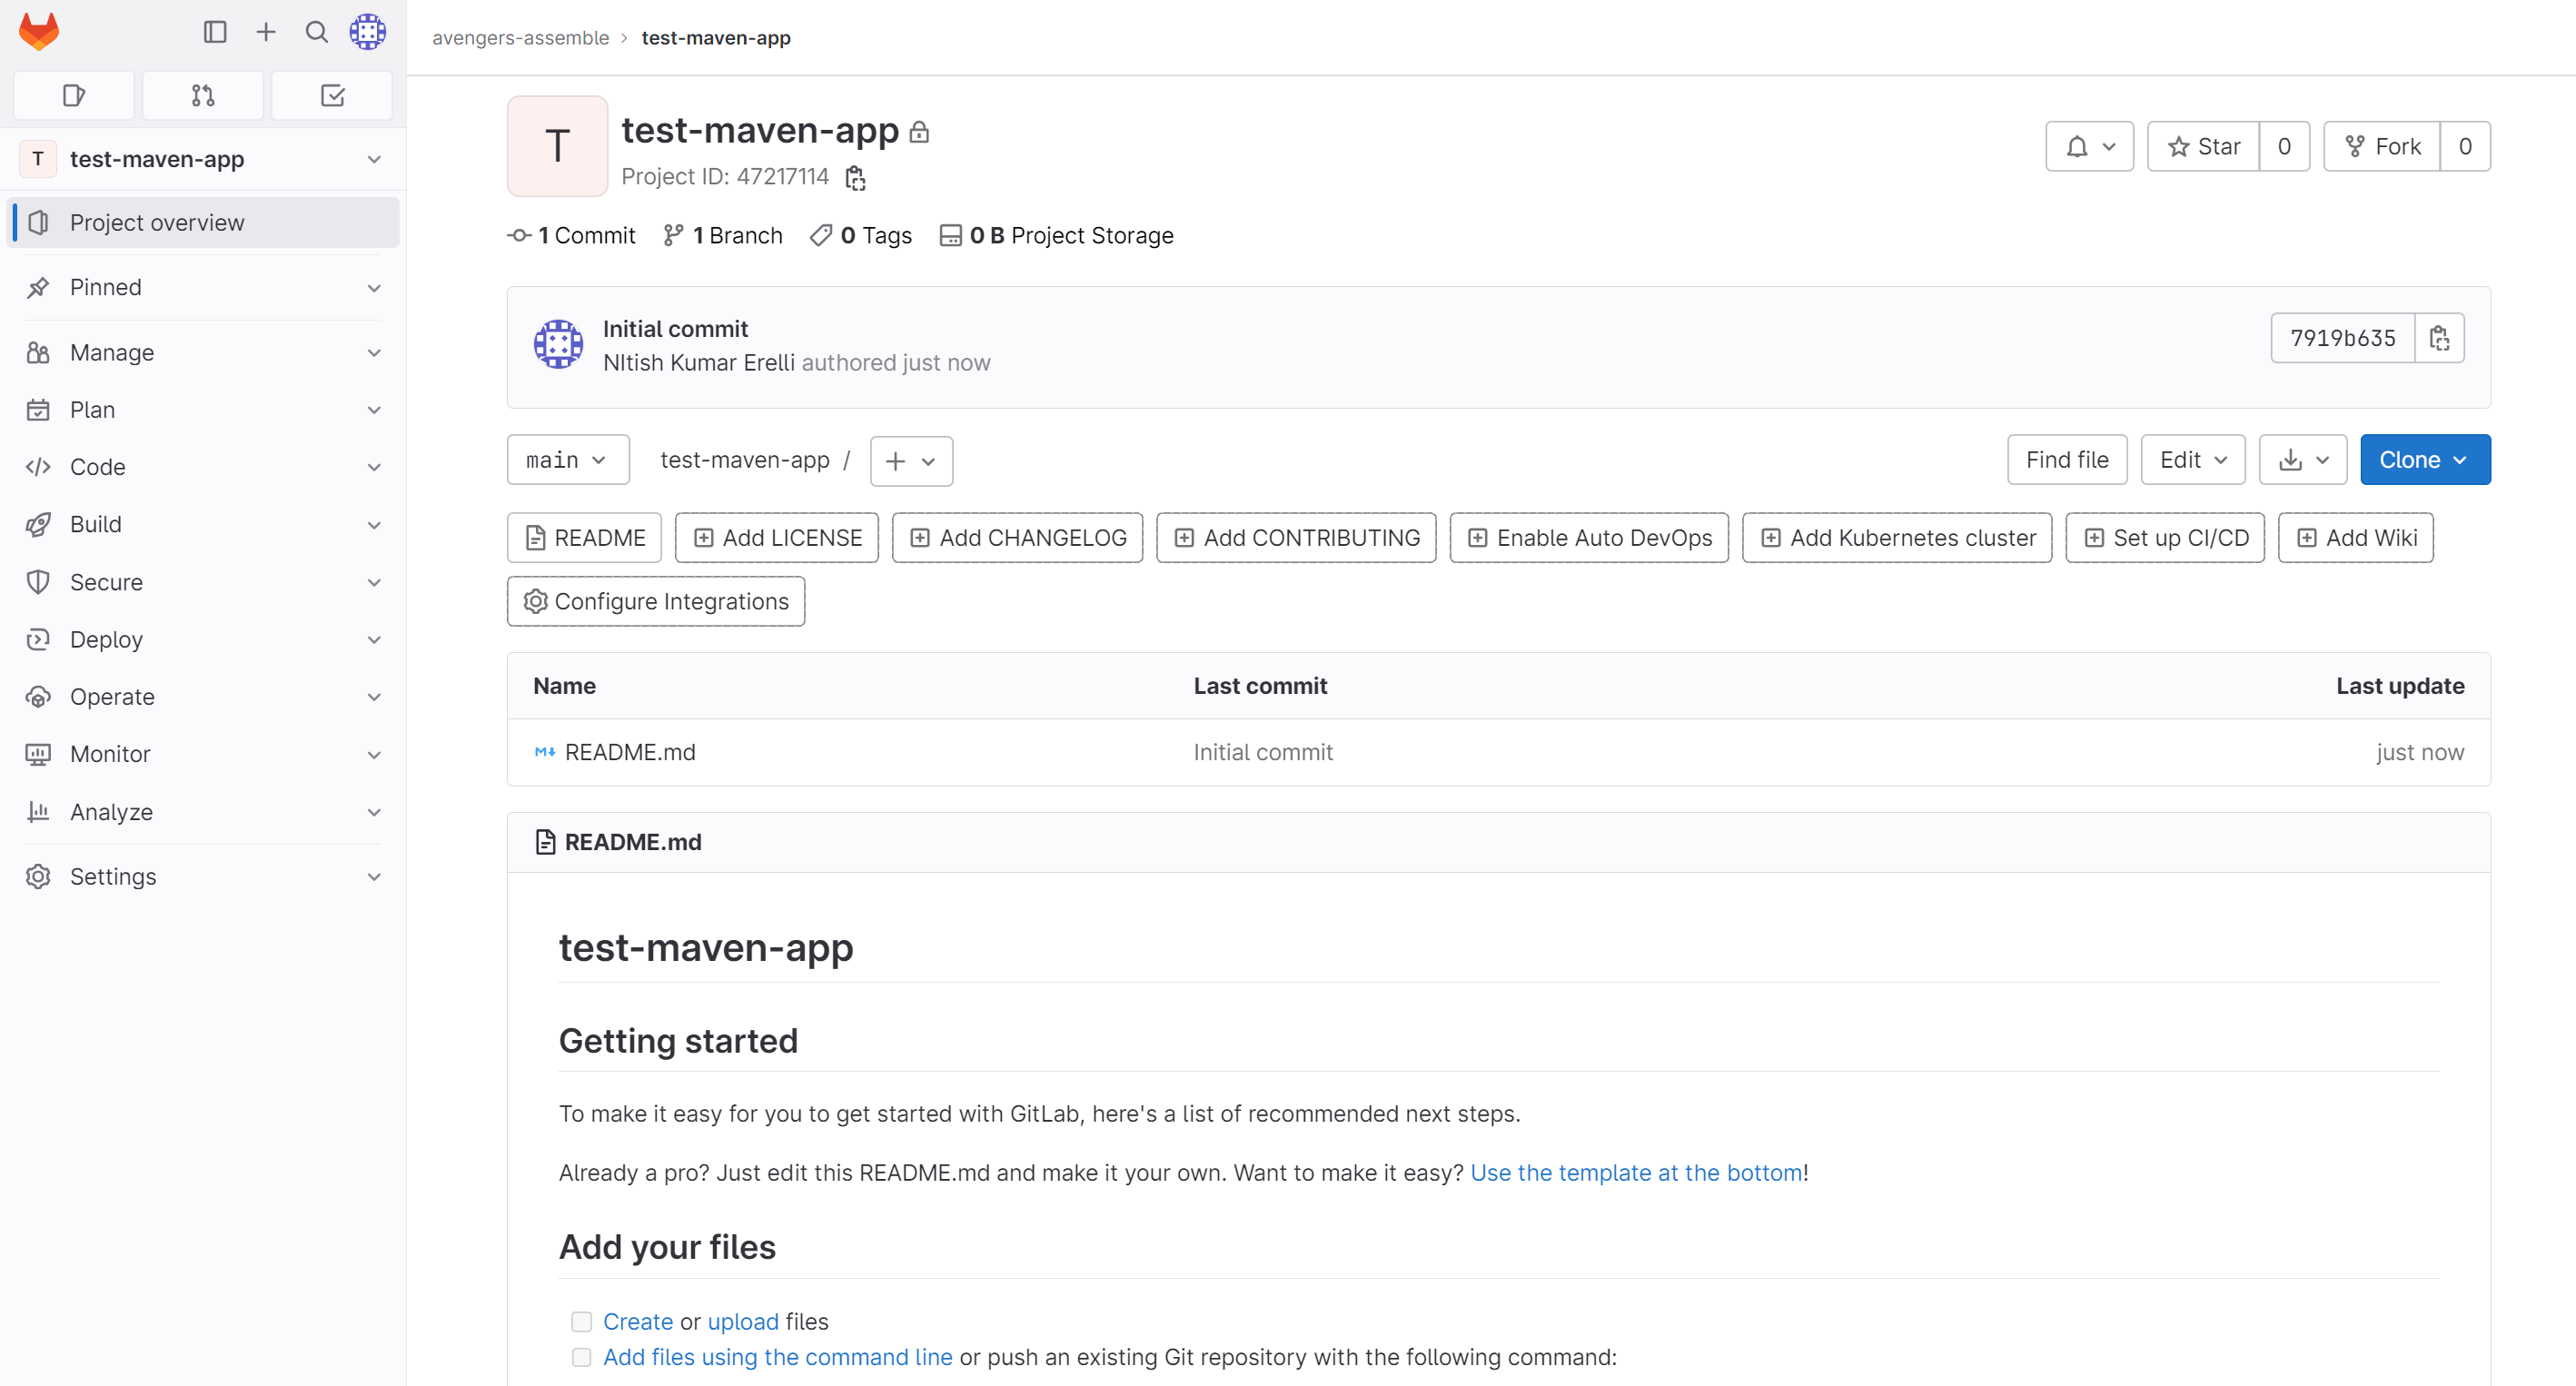 avengers-assemble › test-maven-app
T test-maven-app
Project overview
Pinned
Manage
Plan
Code
Build
Secure
Deploy
Operate
Monitor
Analyze
Settings
T
test-maven-app
Project ID: 47217114
Star 0
Fork 0
1 Commit 1 Branch 0 Tags 0 B Project Storage
Initial commit
NItish Kumar Erelli authored just now
7919b635
main test-maven-app / +
Find file Edit Clone
README Add LICENSE Add CHANGELOG Add CONTRIBUTING Enable Auto DevOps Add Kubernetes cluster Set up CI/CD Add Wiki
Configure Integrations
Name Last commit Last update
README.md Initial commit just now
README.md
test-maven-app
Getting started
To make it easy for you to get started with GitLab, here's a list of recommended next steps.
Already a pro? Just edit this README.md and make it your own. Want to make it easy? Use the template at the bottom!
Add your files
Create or upload files
Add files using the command line or push an existing Git repository with the following command: